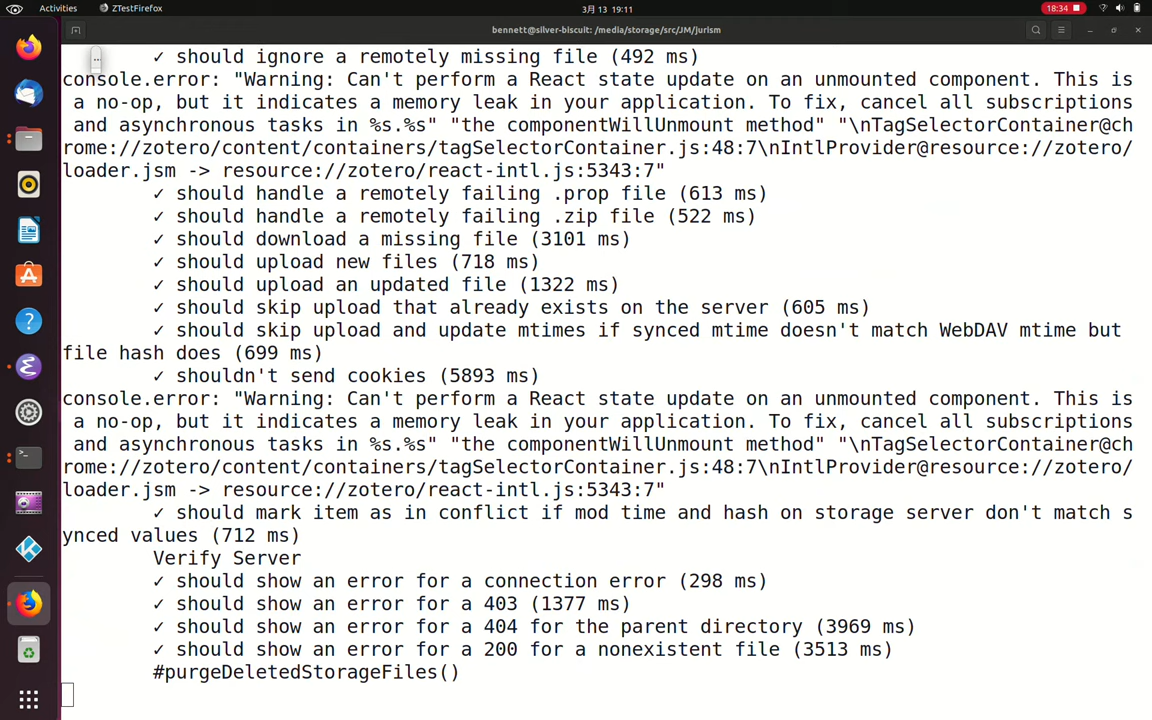 Activities ZTestFirefox 3月 13 19:11 18:34
bennett@silver-biscuit: /media/storage/src/JM/jurism
✓ should ignore a remotely missing file (492 ms)
console.error: "Warning: Can't perform a React state update on an unmounted component. This is
a no-op, but it indicates a memory leak in your application. To fix, cancel all subscriptions
and asynchronous tasks in %s.%s" "the componentWillUnmount method" "\nTagSelectorContainer@ch
rome://zotero/content/containers/tagSelectorContainer.js:48:7\nIntlProvider@resource://zotero/
loader.jsm -> resource://zotero/react-intl.js:5343:7"
✓ should handle a remotely failing .prop file (613 ms)
✓ should handle a remotely failing .zip file (522 ms)
✓ should download a missing file (3101 ms)
✓ should upload new files (718 ms)
✓ should upload an updated file (1322 ms)
✓ should skip upload that already exists on the server (605 ms)
✓ should skip upload and update mtimes if synced mtime doesn't match WebDAV mtime but
file hash does (699 ms)
✓ shouldn't send cookies (5893 ms)
console.error: "Warning: Can't perform a React state update on an unmounted component. This is
a no-op, but it indicates a memory leak in your application. To fix, cancel all subscriptions
and asynchronous tasks in %s.%s" "the componentWillUnmount method" "\nTagSelectorContainer@ch
rome://zotero/content/containers/tagSelectorContainer.js:48:7\nIntlProvider@resource://zotero/
loader.jsm -> resource://zotero/react-intl.js:5343:7"
✓ should mark item as in conflict if mod time and hash on storage server don't match s
ynced values (712 ms)
Verify Server
✓ should show an error for a connection error (298 ms)
✓ should show an error for a 403 (1377 ms)
✓ should show an error for a 404 for the parent directory (3969 ms)
✓ should show an error for a 200 for a nonexistent file (3513 ms)
#purgeDeletedStorageFiles()